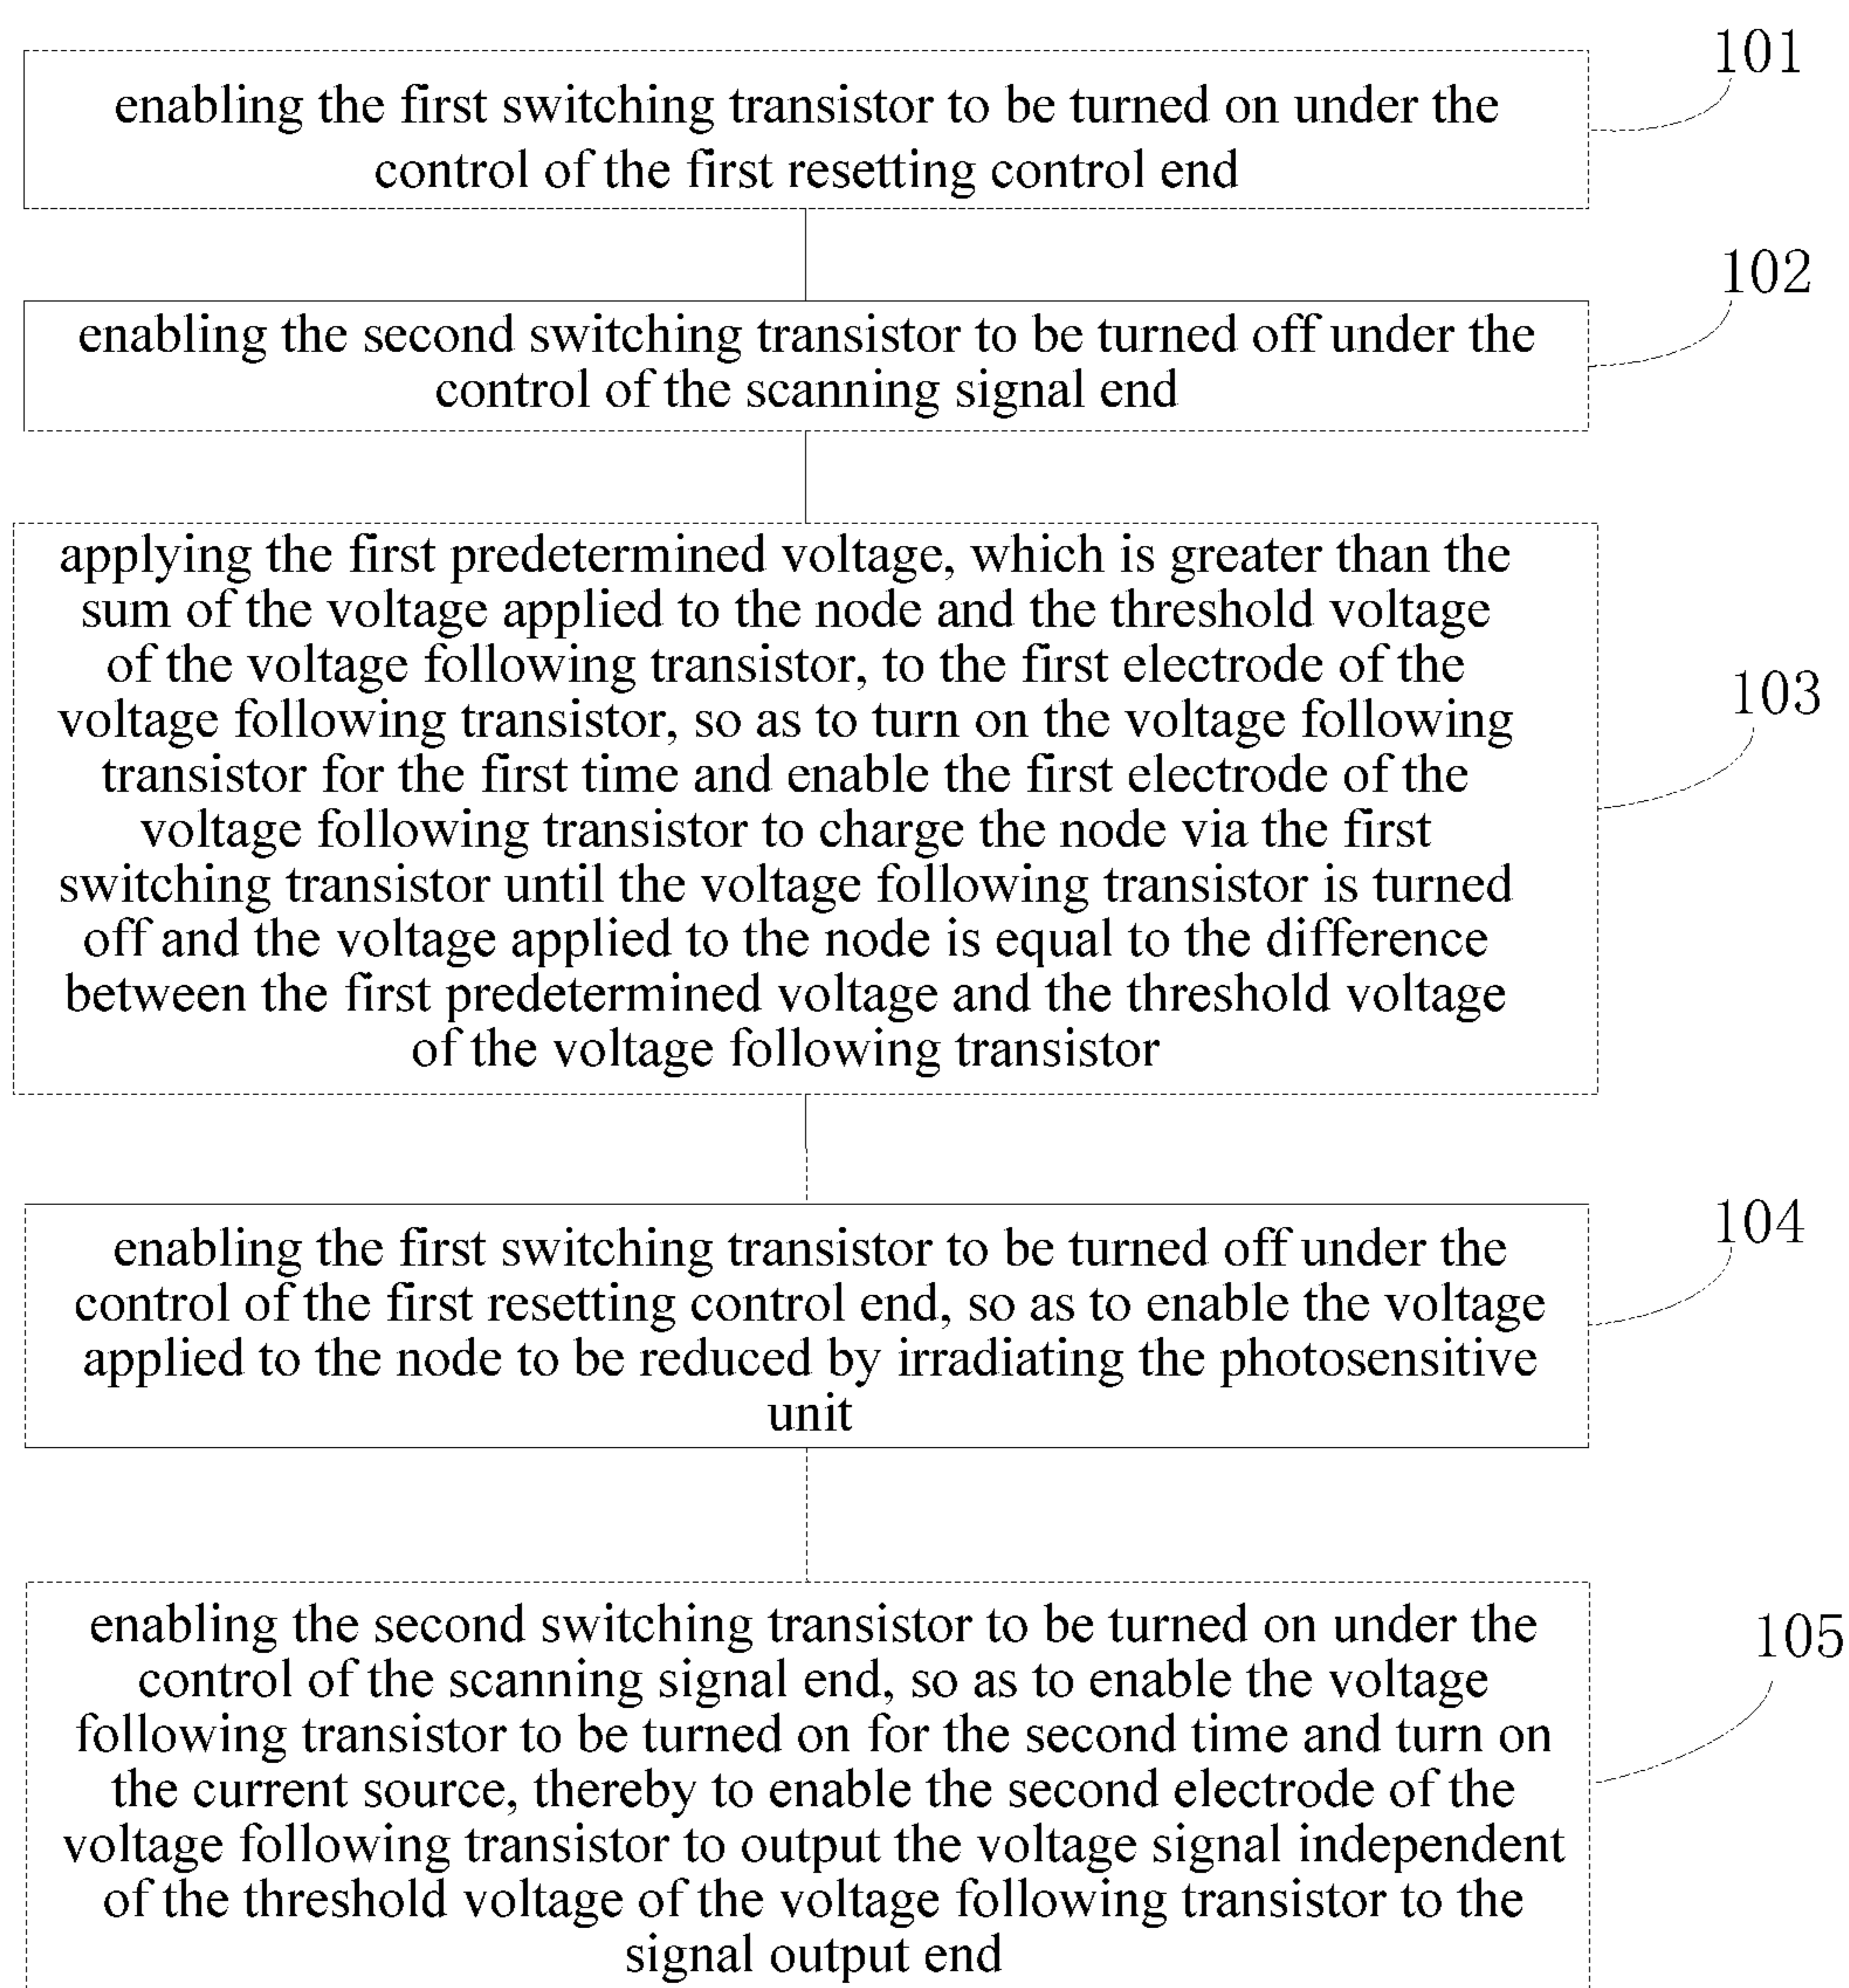 101
enabling the first switching transistor to be turned on under the
control of the first resetting control end
102
enabling the second switching transistor to be turned off under the
control of the scanning signal end
applying the first predetermined voltage, which is greater than the
sum of the voltage applied to the node and the threshold voltage
of the voltage following transistor, to the first electrode of the
voltage following transistor, so as to turn on the voltage following
transistor for the first time and enable the first electrode of the
voltage following transistor to charge the node via the first
switching transistor until the voltage following transistor is turned
off and the voltage applied to the node is equal to the difference
between the first predetermined voltage and the threshold voltage
of the voltage following transistor
103
104
enabling the first switching transistor to be turned off under the
control of the first resetting control end, so as to enable the voltage
applied to the node to be reduced by irradiating the photosensitive
unit
105
enabling the second switching transistor to be turned on under the
control of the scanning signal end, so as to enable the voltage
following transistor to be turned on for the second time and turn on
the current source, thereby to enable the second electrode of the
voltage following transistor to output the voltage signal independent
of the threshold voltage of the voltage following transistor to the
signal output end